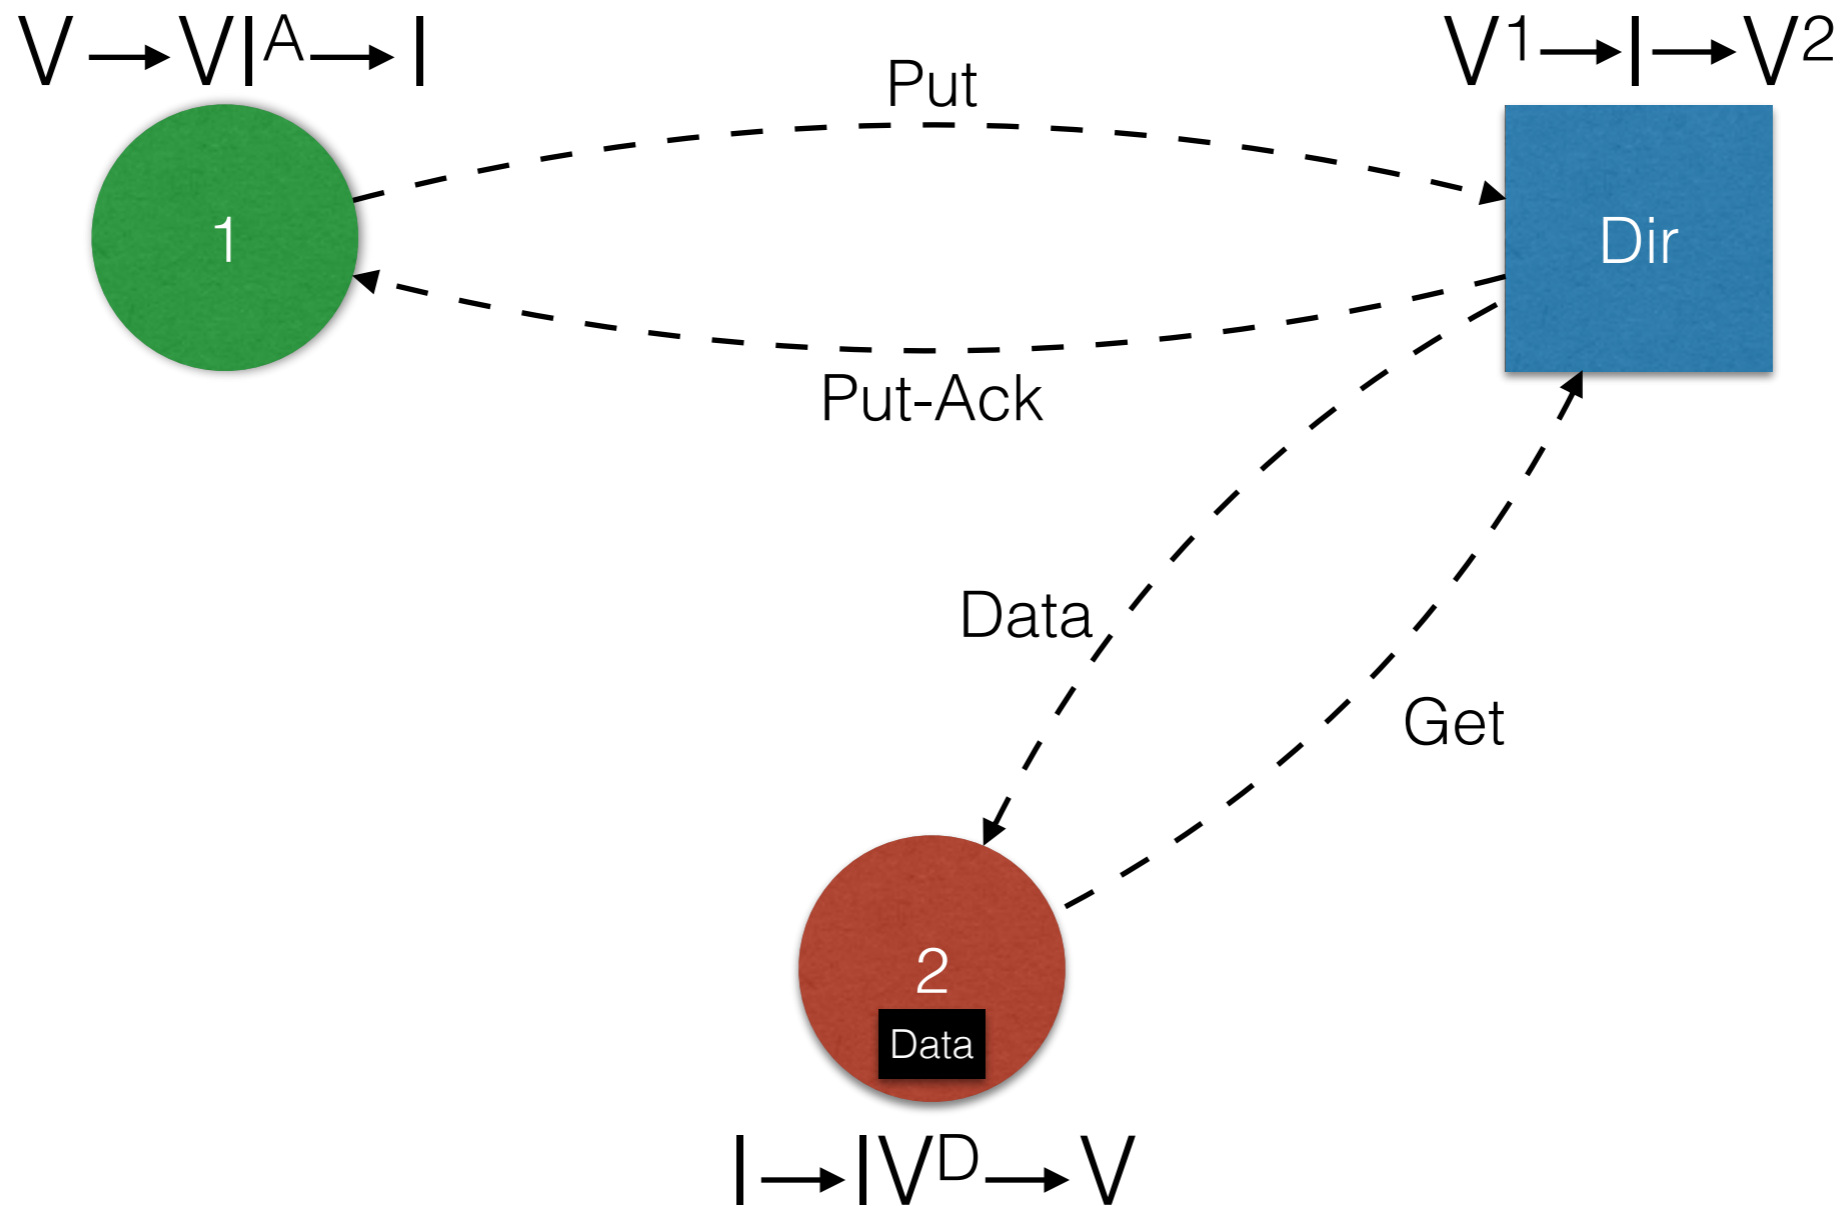 V → VI^A → I
V^1 → I → V^2
Put
1
Dir
Put-Ack
Data
Get
2
Data
I → IV^D → V